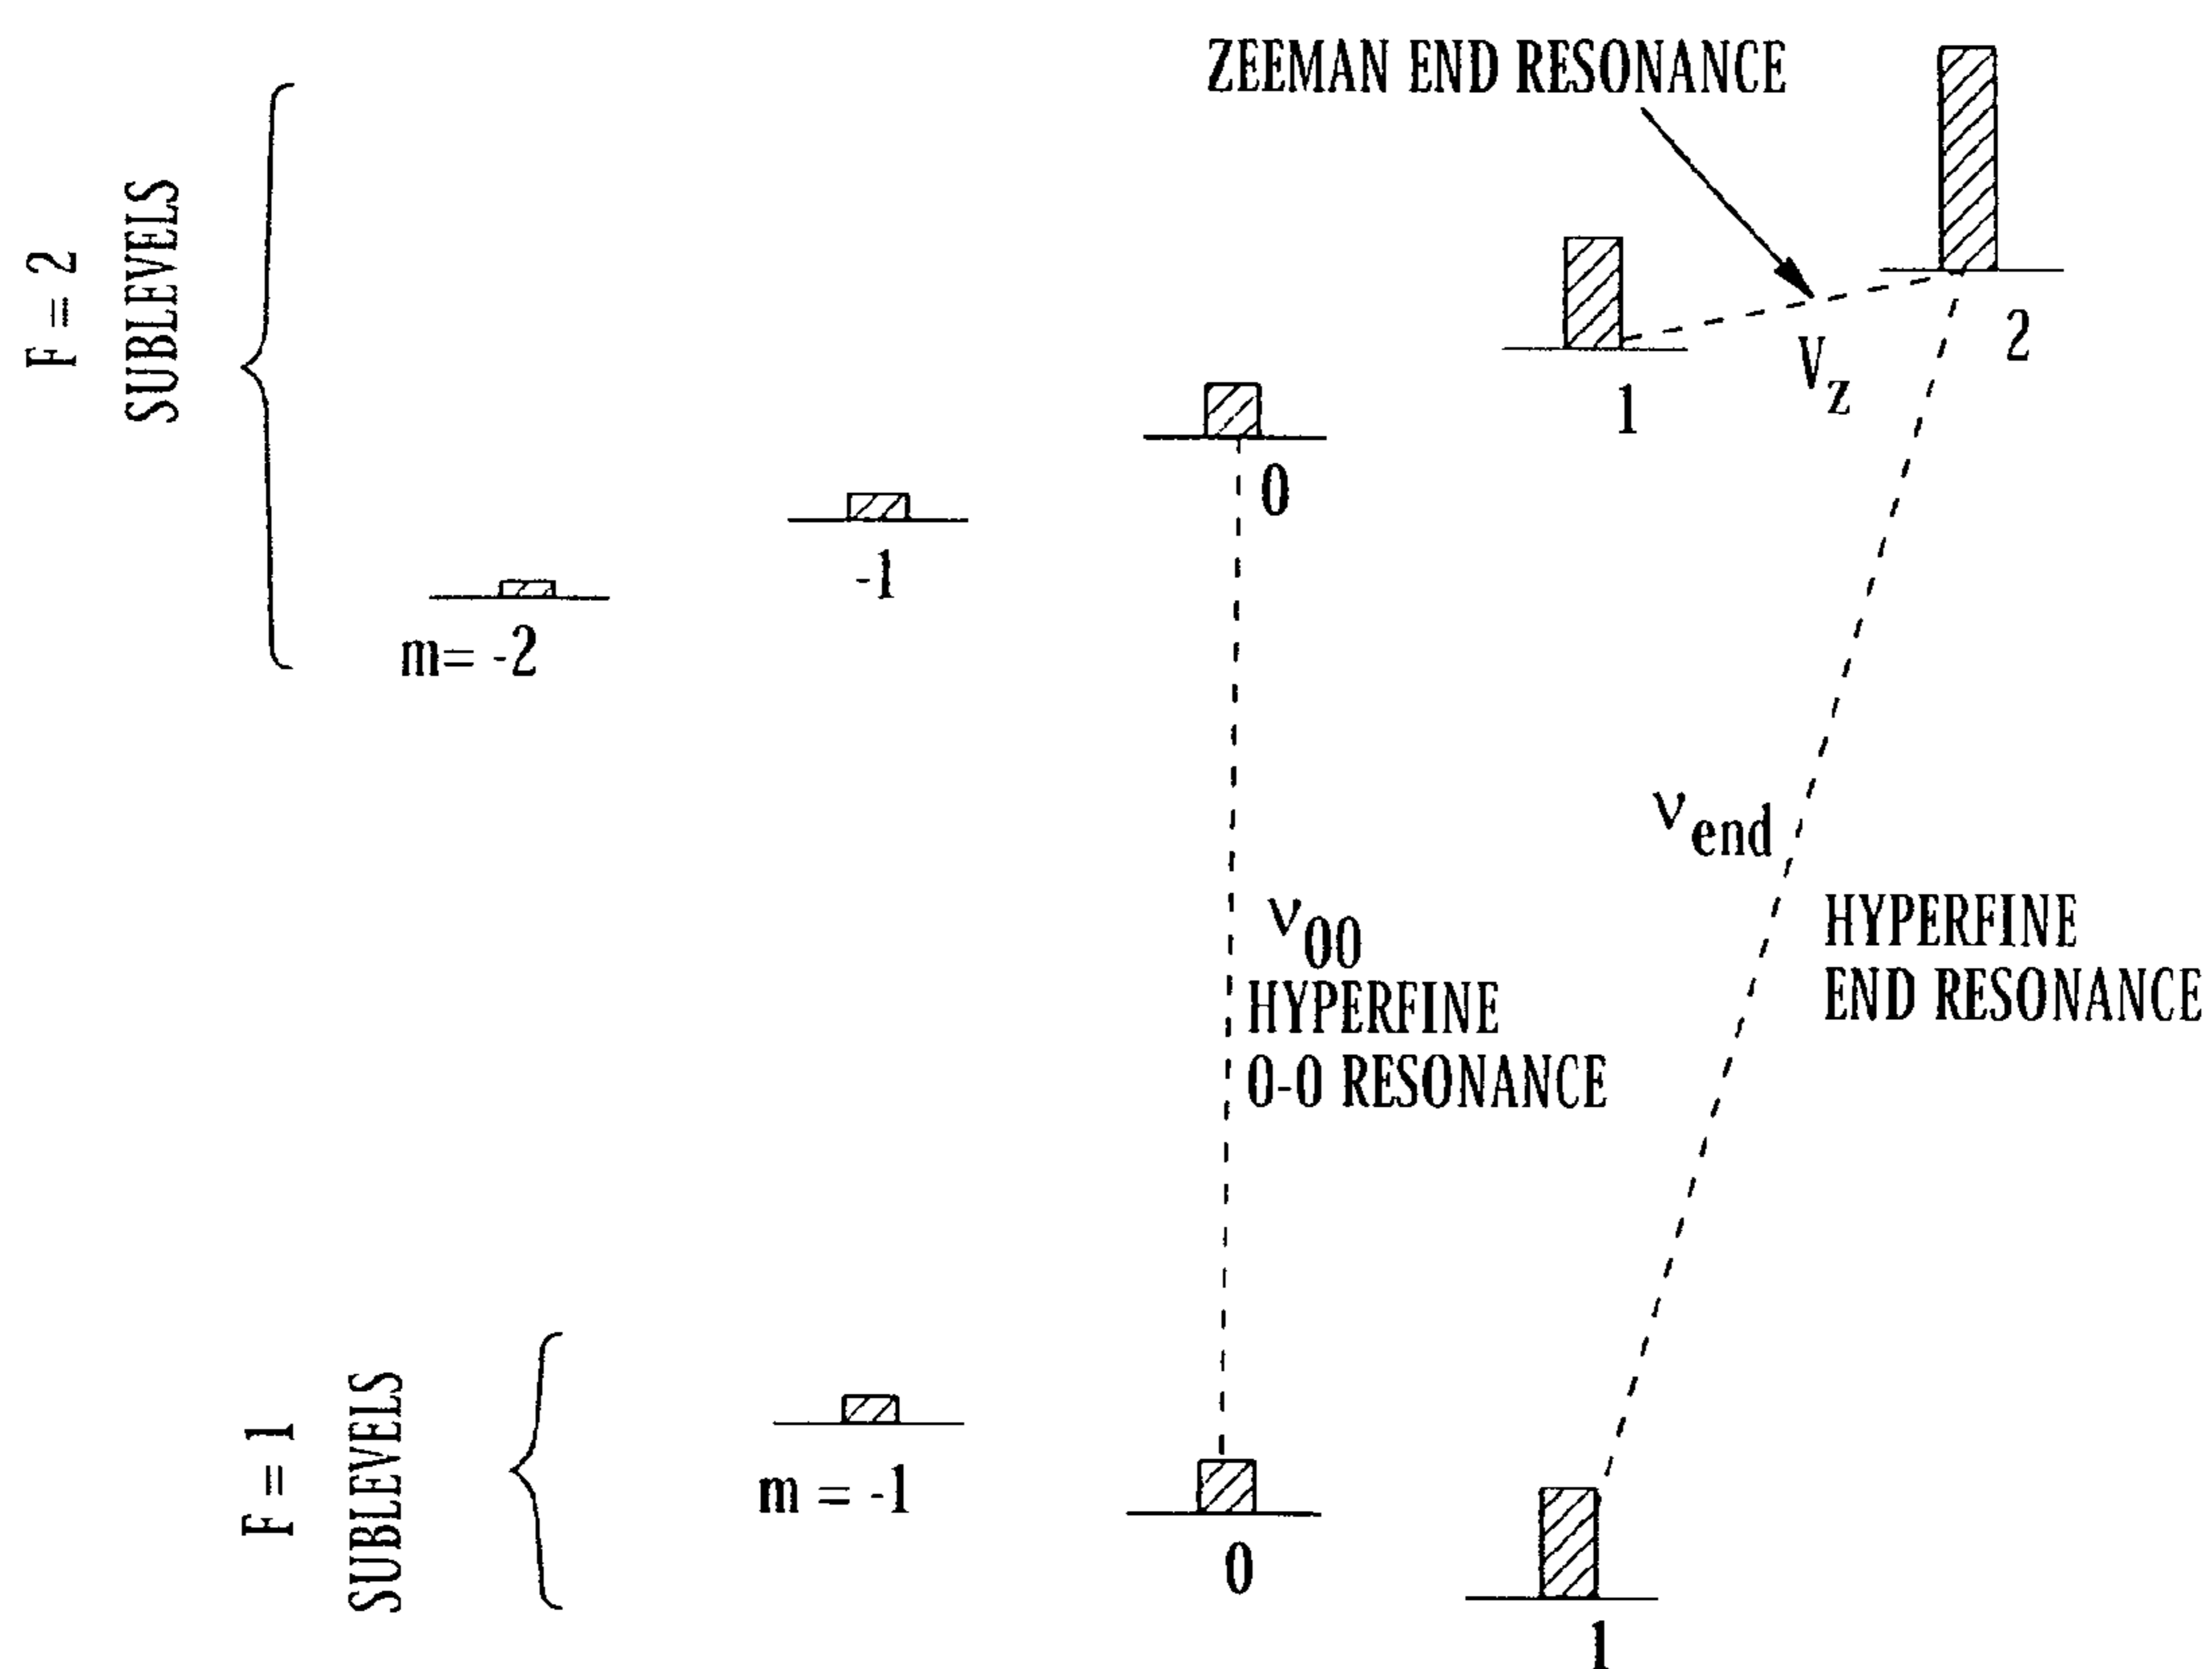 ZEEMAN END RESONANCE
F = 2
SUBLEVELS
2
V_Z
1
0
-1
m= -2
ν_end
ν_00
HYPERFINE
0-0 RESONANCE
HYPERFINE
END RESONANCE
F = 1
SUBLEVELS
m = -1
0
1